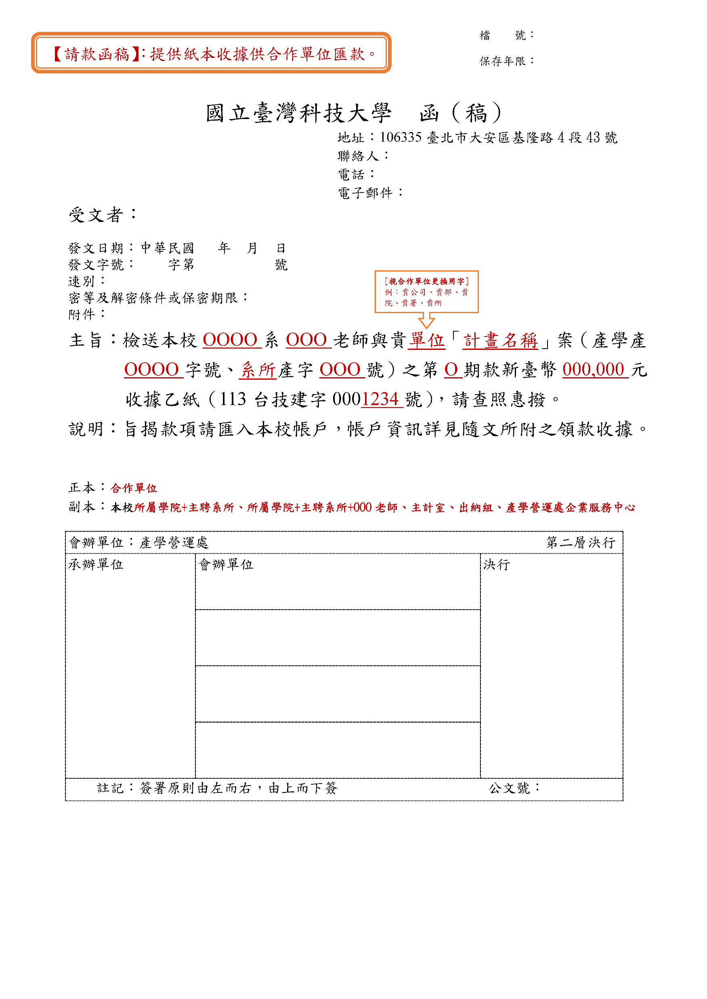 【請款函稿】：提供紙本收據供合作單位匯款。
檔　　號：
保存年限：
國立臺灣科技大學　函（稿）
地址：106335 臺北市大安區基隆路 4 段 43 號
聯絡人：
電話：
電子郵件：
受文者：
發文日期：中華民國　　年　月　日
發文字號：　　字第　　　　　　號
速別：
密等及解密條件或保密期限：
附件：
[視合作單位更換用字]
例：貴公司、貴部、貴
院、貴署、貴所
主旨：檢送本校 OOOO 系 OOO 老師與貴單位「計畫名稱」案（產學產
OOOO 字號、系所產字 OOO 號）之第 O 期款新臺幣 000,000 元
收據乙紙（113 台技建字 0001234 號），請查照惠撥。
說明：旨揭款項請匯入本校帳戶，帳戶資訊詳見隨文所附之領款收據。
正本：合作單位
副本：本校所屬學院+主聘系所、所屬學院+主聘系所+000 老師、主計室、出納組、產學營運處企業服務中心
會辦單位：產學營運處　　第二層決行
承辦單位　　會辦單位　　決行
註記：簽署原則由左而右，由上而下簽　　公文號：